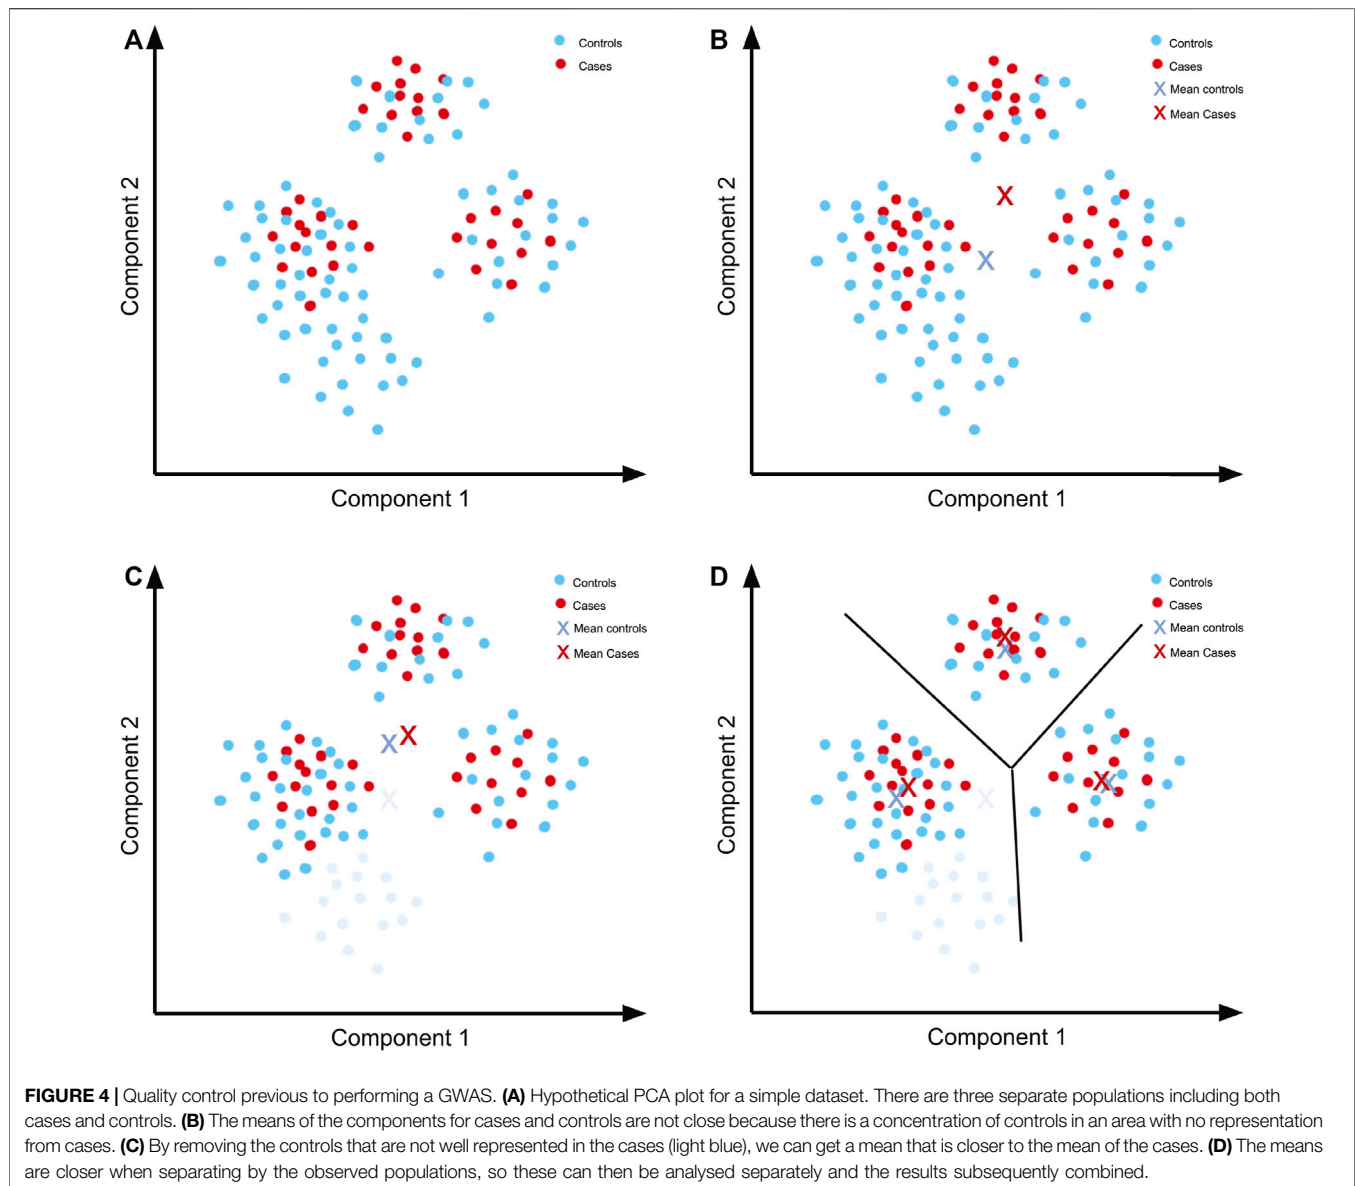 A
Controls
Cases
Component 2
Component 1
B
Controls
Cases
X Mean controls
X Mean Cases
X
X
Component 2
Component 1
C
Controls
Cases
X Mean controls
X Mean Cases
X
X
X
Component 2
Component 1
D
Controls
Cases
X Mean controls
X Mean Cases
X
X
X
X
X
X
X
Component 2
Component 1
FIGURE 4 | Quality control previous to performing a GWAS. (A) Hypothetical PCA plot for a simple dataset. There are three separate populations including both
cases and controls. (B) The means of the components for cases and controls are not close because there is a concentration of controls in an area with no representation
from cases. (C) By removing the controls that are not well represented in the cases (light blue), we can get a mean that is closer to the mean of the cases. (D) The means
are closer when separating by the observed populations, so these can then be analysed separately and the results subsequently combined.